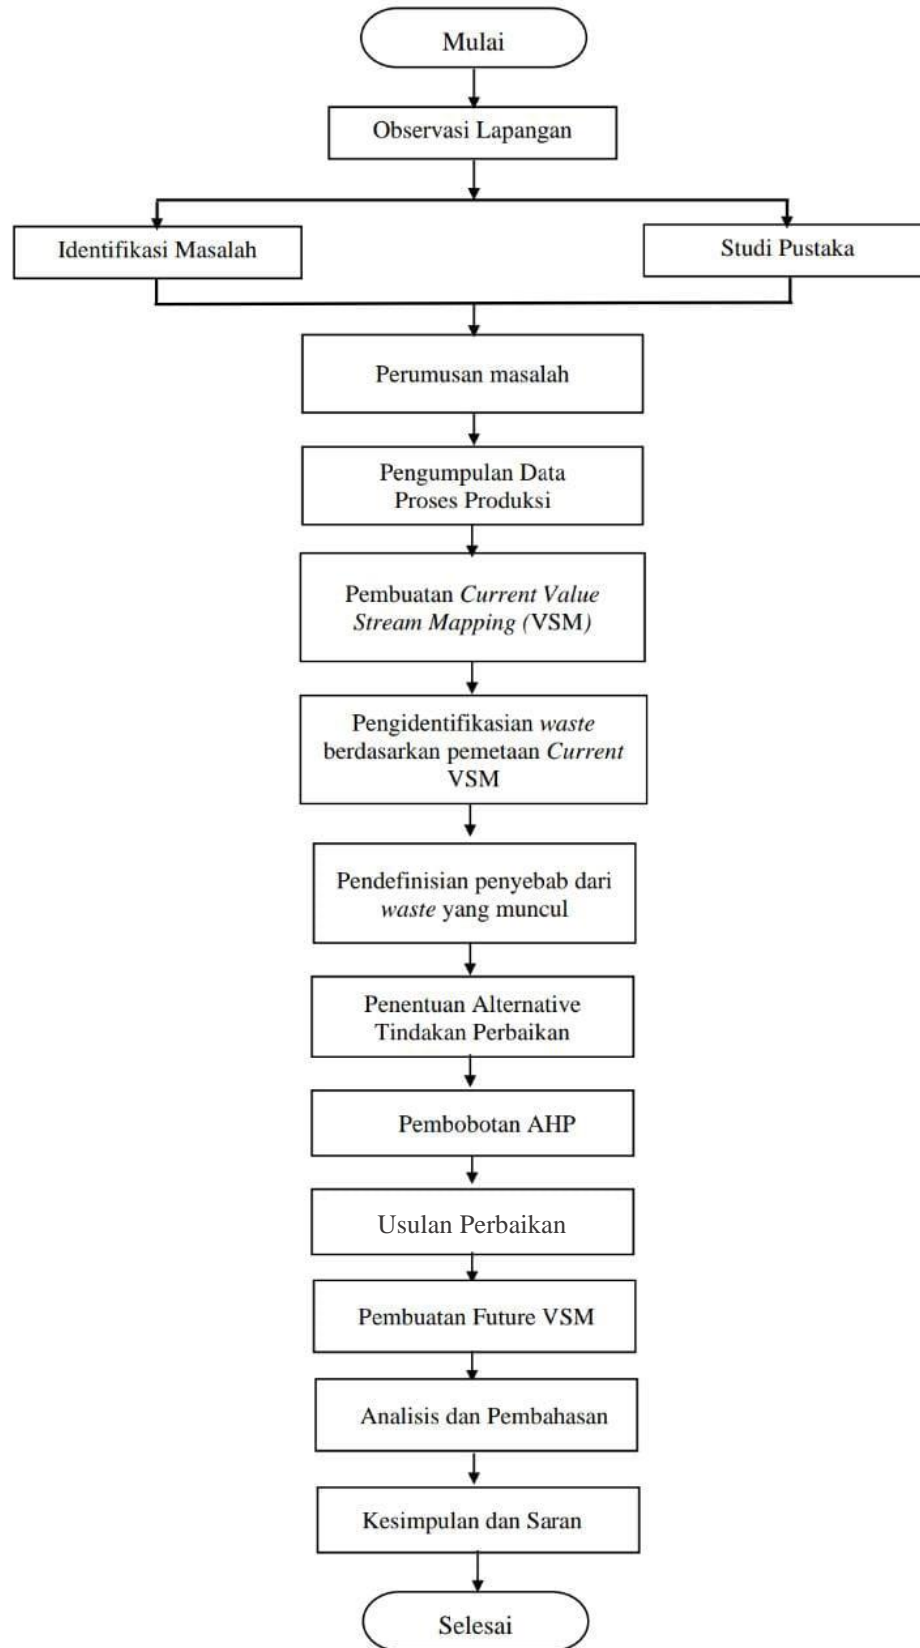 Mulai
Observasi Lapangan
Identifikasi Masalah
Studi Pustaka
Perumusan masalah
Pengumpulan Data
Proses Produksi
Pembuatan Current Value
Stream Mapping (VSM)
Pengidentifikasian waste
berdasarkan pemetaan Current
VSM
Pendefinisian penyebab dari
waste yang muncul
Penentuan Alternative
Tindakan Perbaikan
Pembobotan AHP
Usulan Perbaikan
Pembuatan Future VSM
Analisis dan Pembahasan
Kesimpulan dan Saran
Selesai